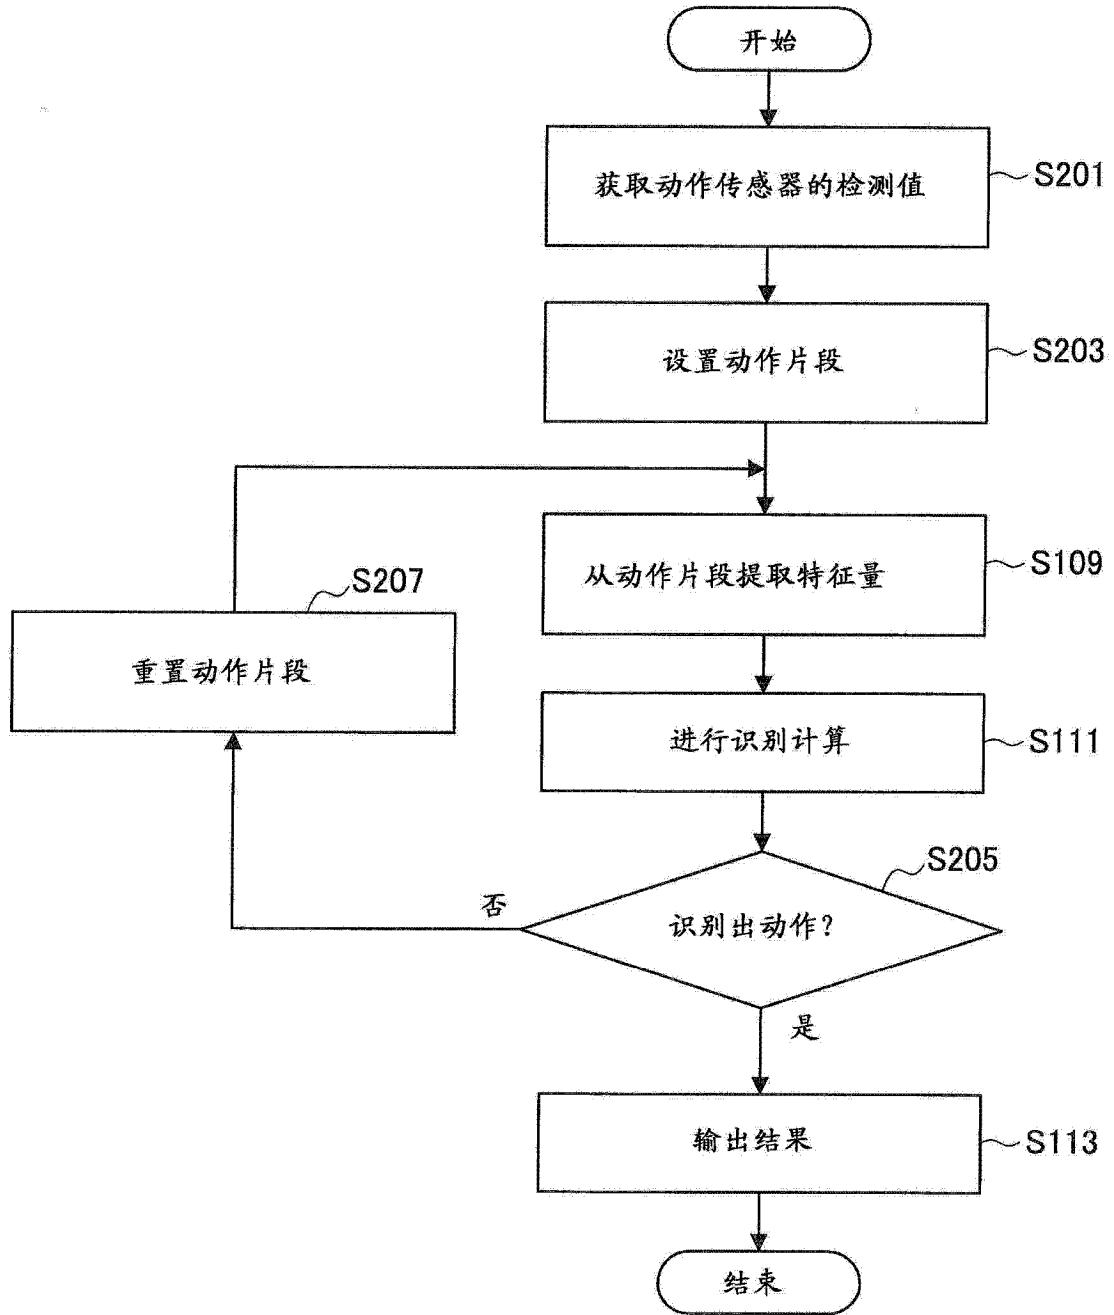 开始
获取动作传感器的检测值
S201
设置动作片段
S203
从动作片段提取特征量
S109
S207
重置动作片段
进行识别计算
S111
S205
否
识别出动作?
是
输出结果
S113
结束